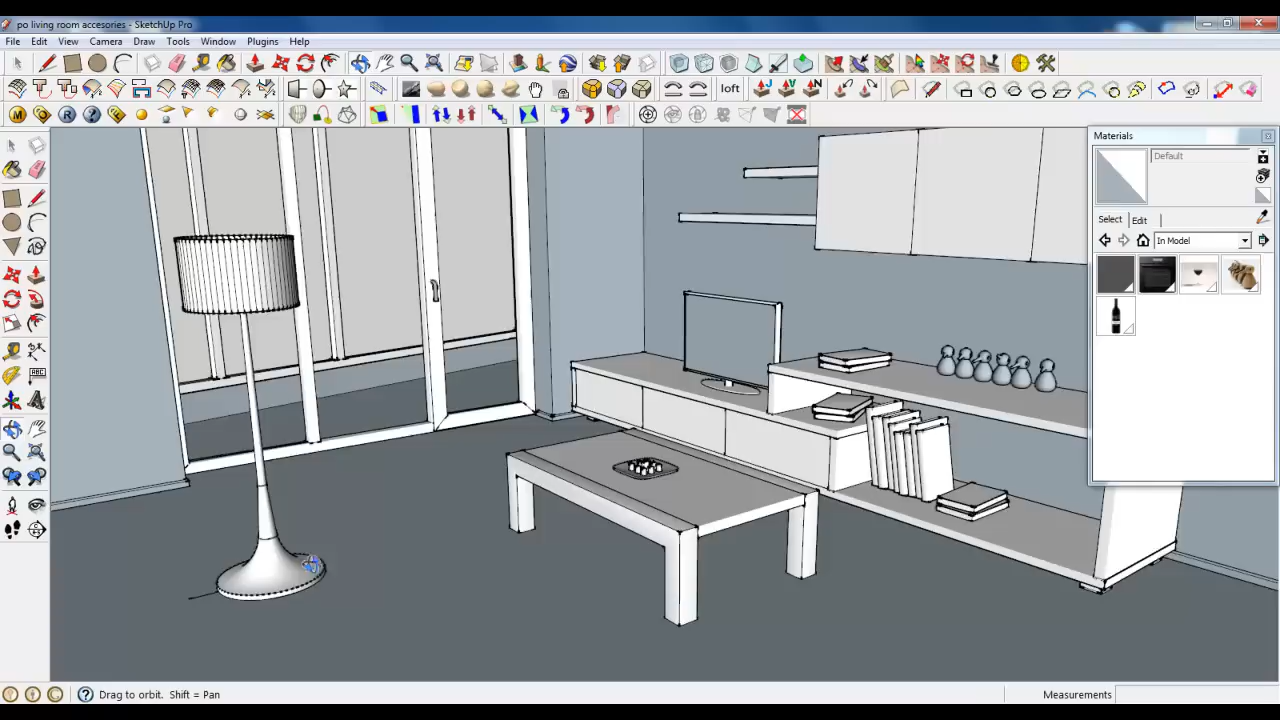 po living room accesories - SketchUp Pro
File Edit View Camera Draw Tools Window Plugins Help
loft
Materials
Default
Select Edit
In Model
ABC
Drag to orbit. Shift = Pan
Measurements